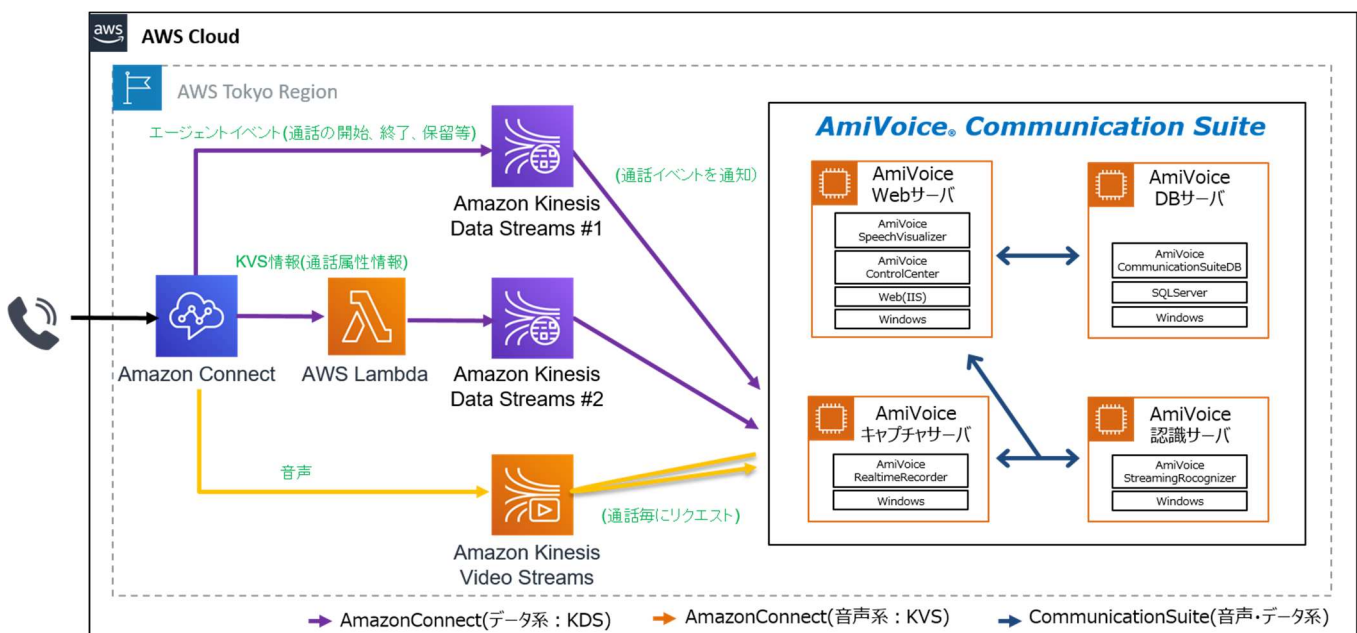 aws
AWS Cloud
AWS Tokyo Region
エージェントイベント(通話の開始、終了、保留等)
Amazon Kinesis
Data Streams #1
(通話イベントを通知)
KVS情報(通話属性情報)
Amazon Connect
AWS Lambda
Amazon Kinesis
Data Streams #2
音声
(通話毎にリクエスト)
Amazon Kinesis
Video Streams
AmiVoice® Communication Suite
AmiVoice
Webサーバ
AmiVoice
SpeechVisualizer
AmiVoice
ControlCenter
Web(IIS)
Windows
AmiVoice
DBサーバ
AmiVoice
CommunicationSuiteDB
SQLServer
Windows
AmiVoice
キャプチャサーバ
AmiVoice
RealtimeRecorder
Windows
AmiVoice
認識サーバ
AmiVoice
StreamingRocognizer
Windows
AmazonConnect(データ系：KDS)
AmazonConnect(音声系：KVS)
CommunicationSuite(音声・データ系)